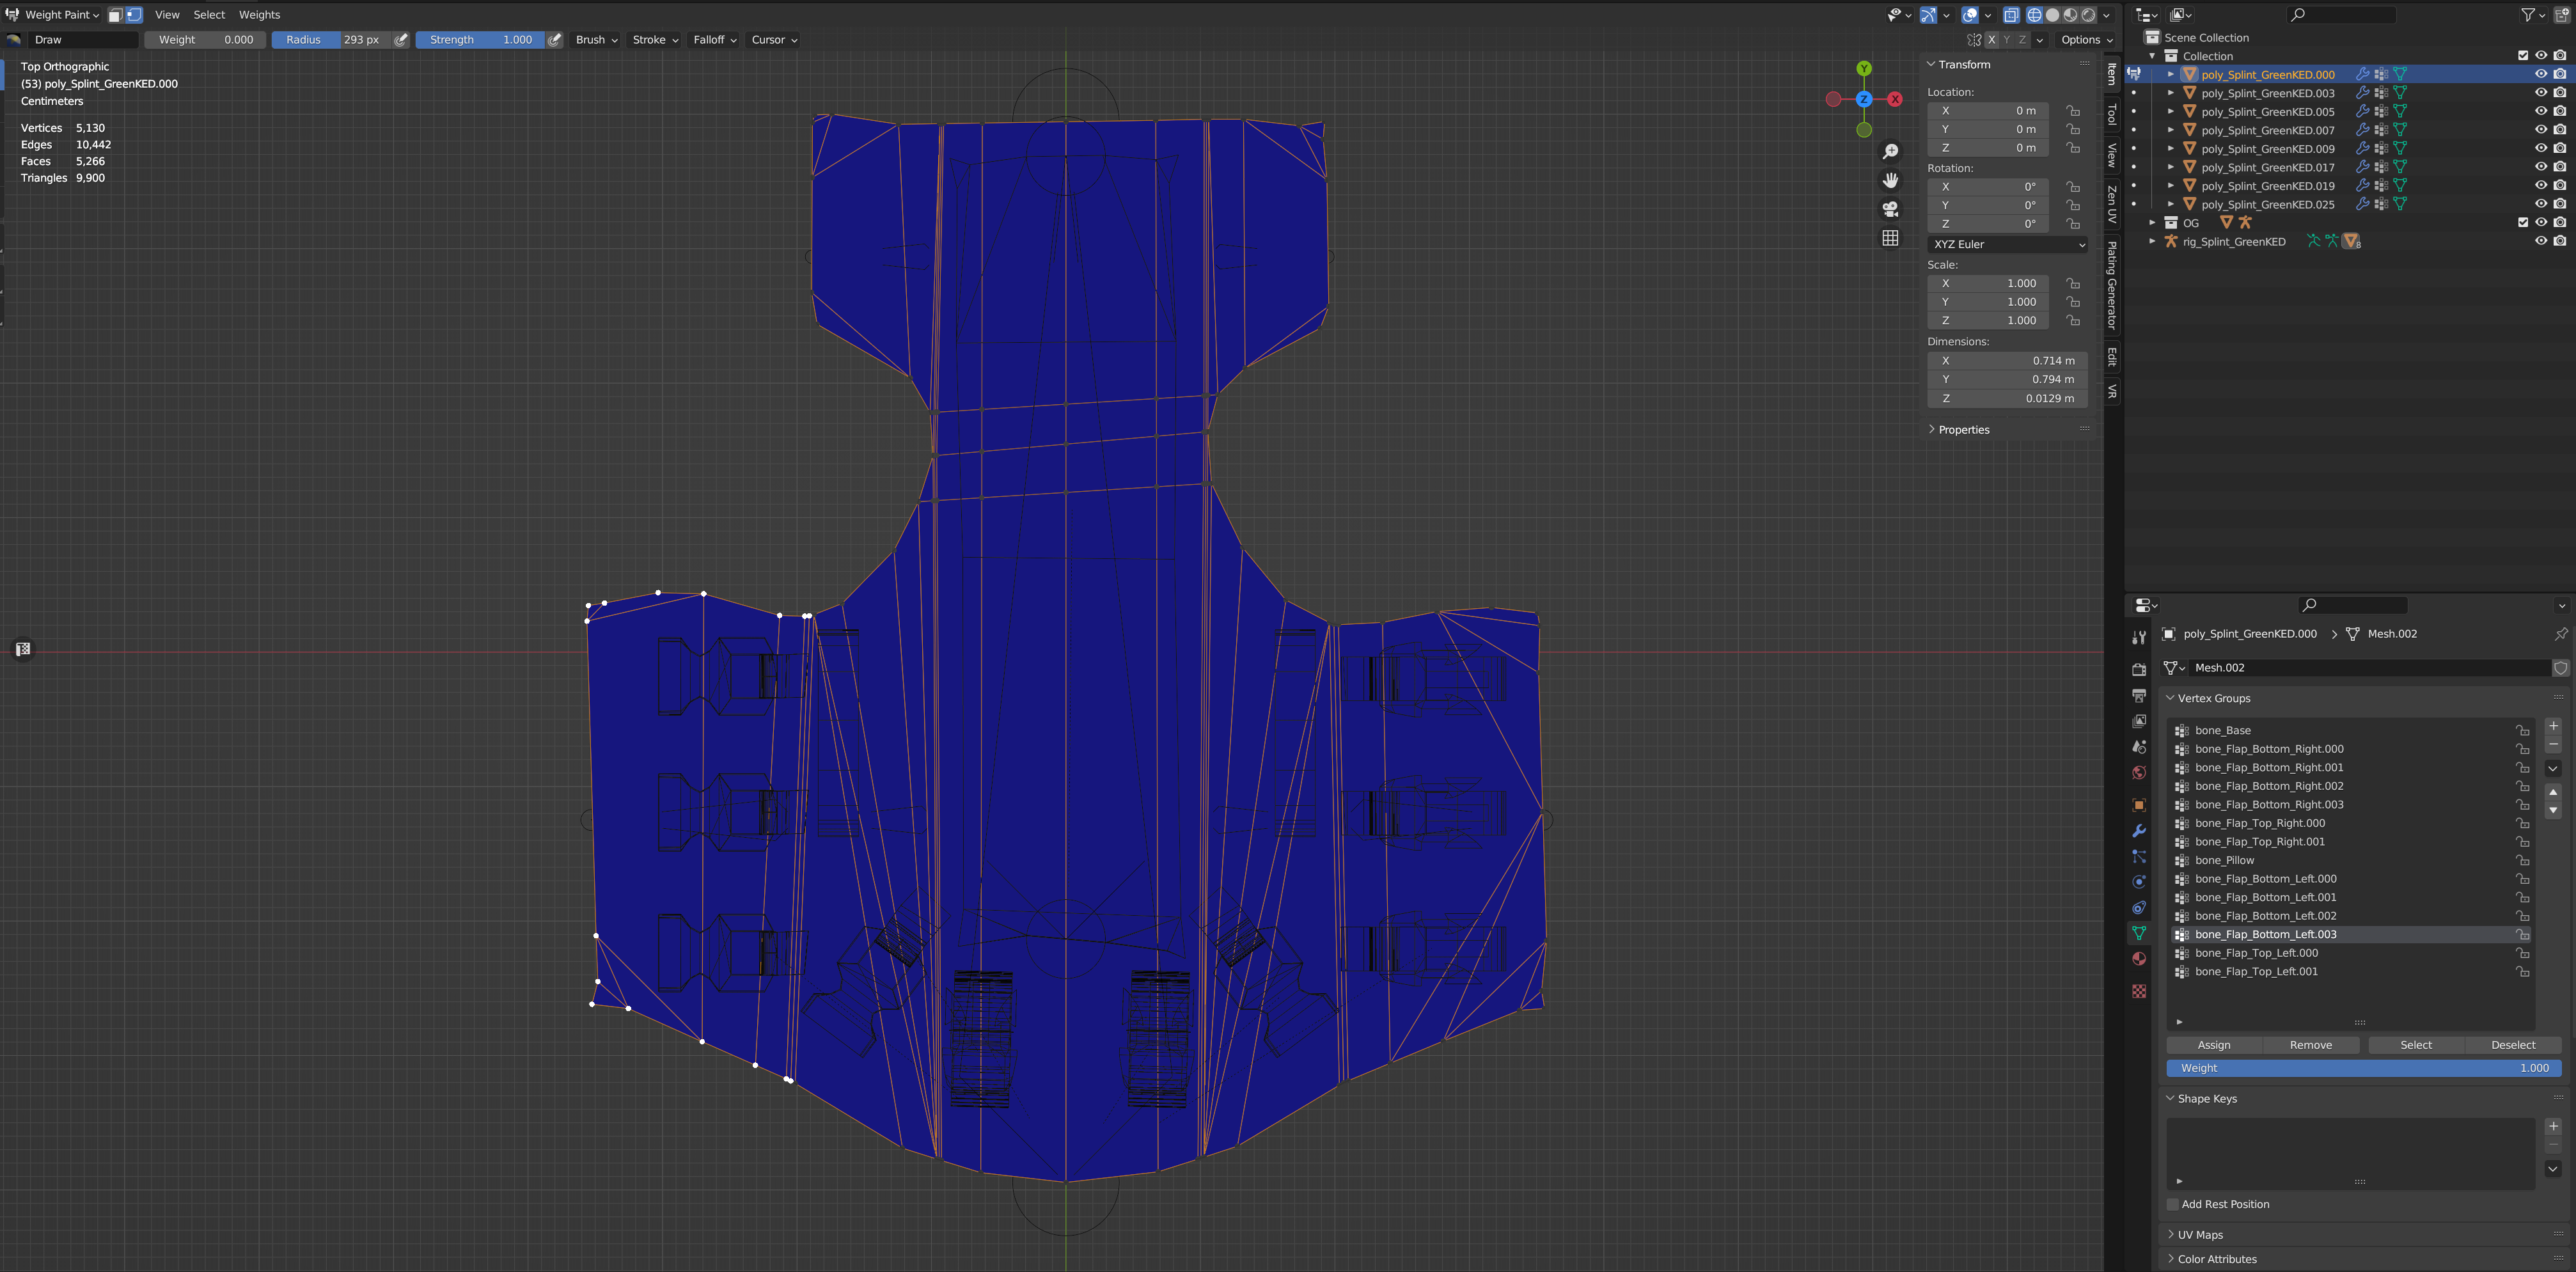 Weight Paint View Select Weights
Draw Weight 0.000 Radius 293 px Strength 1.000 Brush Stroke Falloff Cursor X Y Z Options
Top Orthographic
(53) poly_Splint_GreenKED.000
Centimeters
Vertices 5,130
Edges 10,442
Faces 5,266
Triangles 9,900
Y
Z X
Transform
Location:
X 0 m
Y 0 m
Z 0 m
Rotation:
X 0°
Y 0°
Z 0°
XYZ Euler
Scale:
X 1.000
Y 1.000
Z 1.000
Dimensions:
X 0.714 m
Y 0.794 m
Z 0.0129 m
Properties
Item
Tool
View
Zen UV
Plating Generator
Edit
VR
Scene Collection
Collection
poly_Splint_GreenKED.000
poly_Splint_GreenKED.003
poly_Splint_GreenKED.005
poly_Splint_GreenKED.007
poly_Splint_GreenKED.009
poly_Splint_GreenKED.017
poly_Splint_GreenKED.019
poly_Splint_GreenKED.025
OG
rig_Splint_GreenKED 8
poly_Splint_GreenKED.000 > Mesh.002
Mesh.002
Vertex Groups
bone_Base
bone_Flap_Bottom_Right.000
bone_Flap_Bottom_Right.001
bone_Flap_Bottom_Right.002
bone_Flap_Bottom_Right.003
bone_Flap_Top_Right.000
bone_Flap_Top_Right.001
bone_Pillow
bone_Flap_Bottom_Left.000
bone_Flap_Bottom_Left.001
bone_Flap_Bottom_Left.002
bone_Flap_Bottom_Left.003
bone_Flap_Top_Left.000
bone_Flap_Top_Left.001
Assign Remove Select Deselect
Weight 1.000
Shape Keys
Add Rest Position
UV Maps
Color Attributes